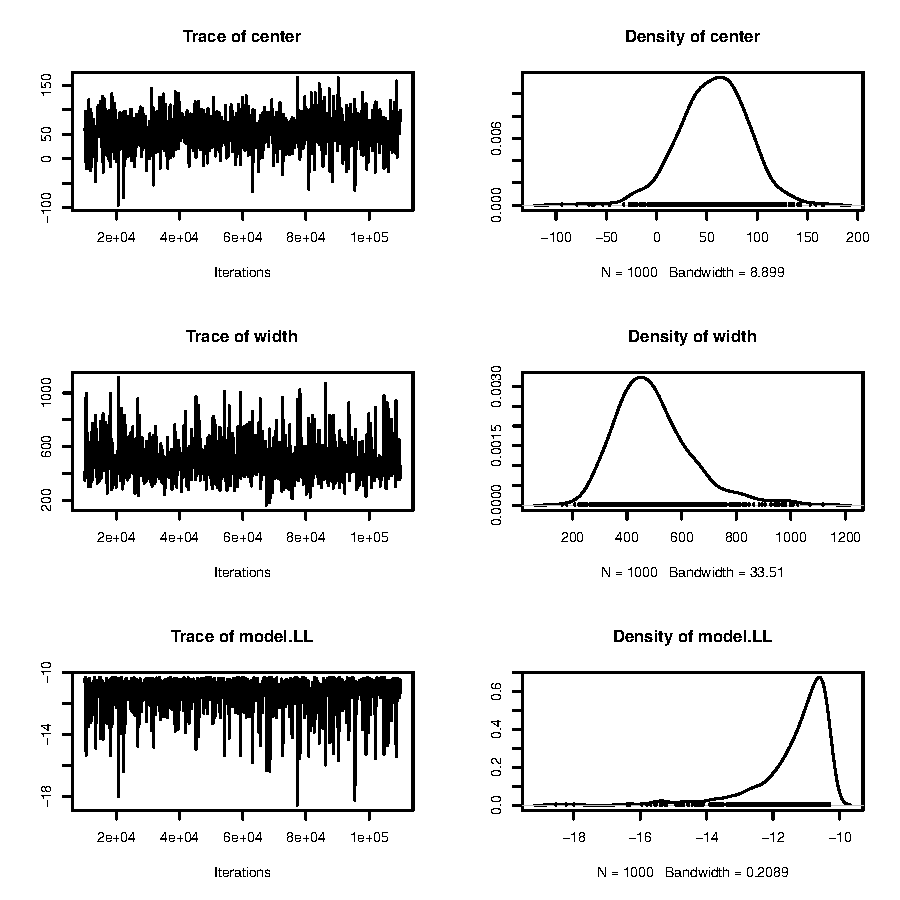 Trace of center
Density of center
150
50
0
−100
0.006
0.000
2e+04 4e+04 6e+04 8e+04 1e+05
−100 −50 0 50 100 150 200
Iterations
N = 1000 Bandwidth = 8.899
Trace of width
Density of width
1000
600
200
0.0030
0.0015
0.0000
2e+04 4e+04 6e+04 8e+04 1e+05
200 400 600 800 1000 1200
Iterations
N = 1000 Bandwidth = 33.51
Trace of model.LL
Density of model.LL
−10
−14
−18
0.6
0.4
0.2
0.0
2e+04 4e+04 6e+04 8e+04 1e+05
−18 −16 −14 −12 −10
Iterations
N = 1000 Bandwidth = 0.2089